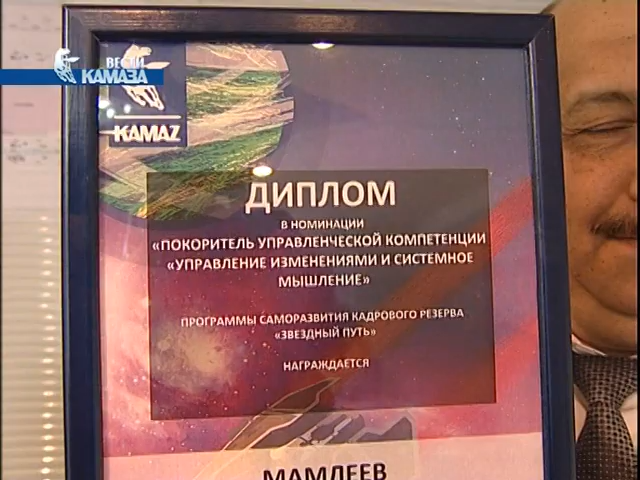 ВЕСТИ
КАМАЗА
KAMAZ
ДИПЛОМ
В НОМИНАЦИИ
«ПОКОРИТЕЛЬ УПРАВЛЕНЧЕСКОЙ КОМПЕТЕНЦИИ
«УПРАВЛЕНИЕ ИЗМЕНЕНИЯМИ И СИСТЕМНОЕ
МЫШЛЕНИЕ»
ПРОГРАММЫ САМОРАЗВИТИЯ КАДРОВОГО РЕЗЕРВА
«ЗВЕЗДНЫЙ ПУТЬ»
НАГРАЖДАЕТСЯ
МАМЛЕЕВ